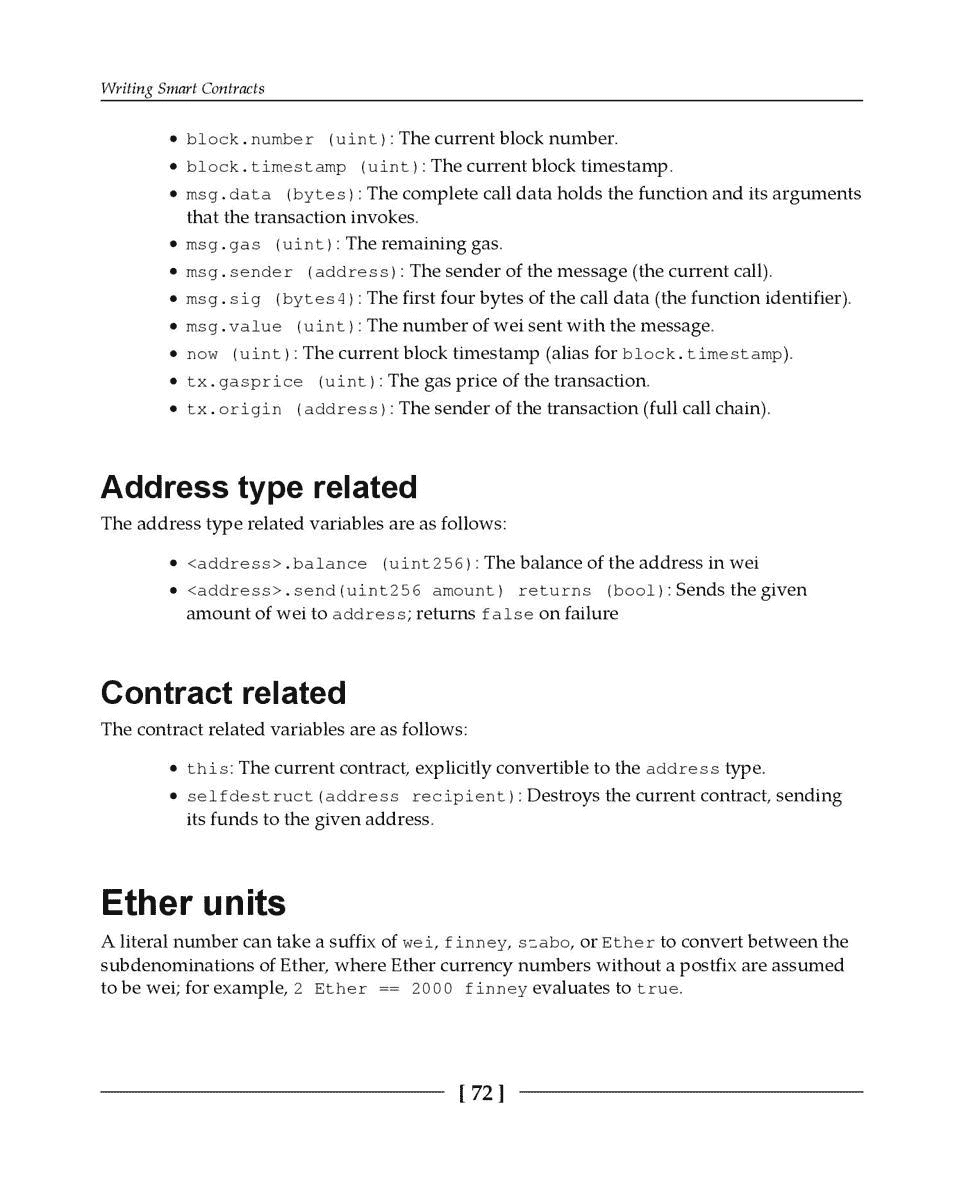 Writing Smart Contracts
• block.number (uint): The current block number.
• block.timestamp (uint): The current block timestamp.
• msg.data (bytes): The complete call data holds the function and its arguments
that the transaction invokes.
• msg.gas (uint): The remaining gas.
• msg.sender (address): The sender of the message (the current call).
• msg.sig (bytes4): The first four bytes of the call data (the function identifier).
• msg.value (uint): The number of wei sent with the message.
• now (uint): The current block timestamp (alias for block.timestamp).
• tx.gasprice (uint): The gas price of the transaction.
• tx.origin (address): The sender of the transaction (full call chain).
Address type related
The address type related variables are as follows:
• <address>.balance (uint256): The balance of the address in wei
• <address>.send(uint256 amount) returns (bool): Sends the given
amount of wei to address; returns false on failure
Contract related
The contract related variables are as follows:
• this: The current contract, explicitly convertible to the address type.
• selfdestruct(address recipient): Destroys the current contract, sending
its funds to the given address.
Ether units
A literal number can take a suffix of wei, finney, szabo, or Ether to convert between the
subdenominations of Ether, where Ether currency numbers without a postfix are assumed
to be wei; for example, 2 Ether == 2000 finney evaluates to true.
[ 72 ]